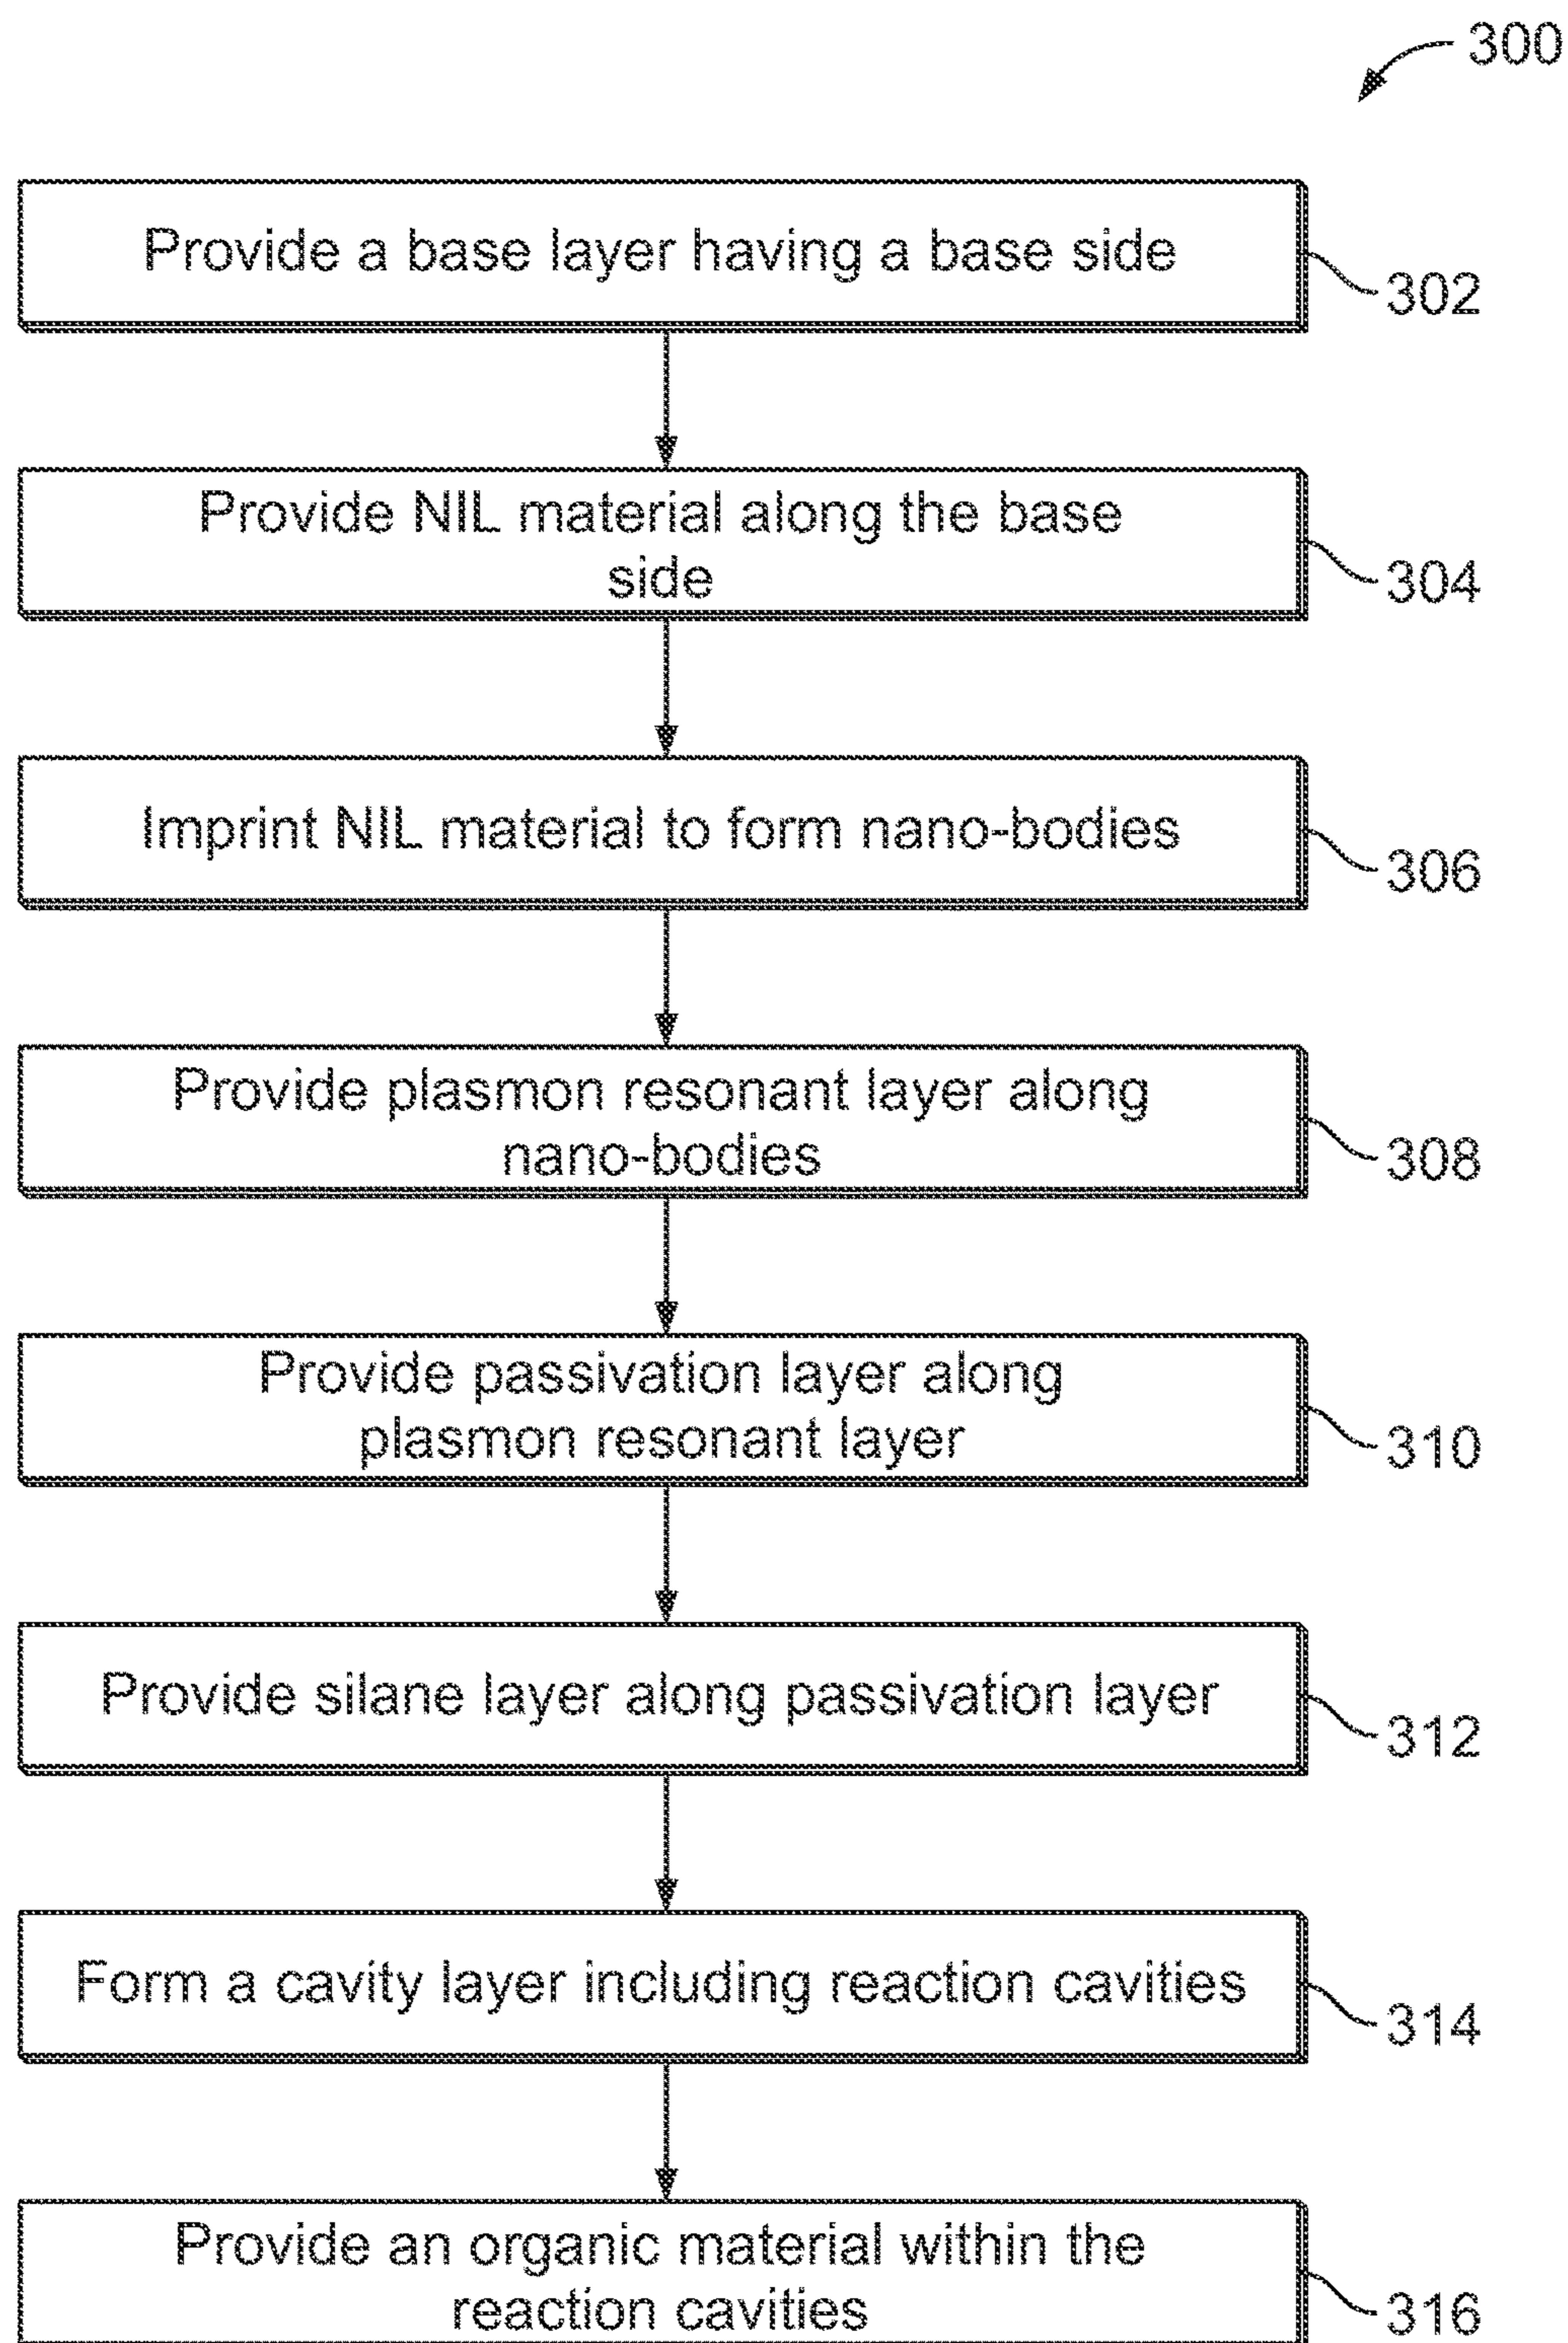 300
Provide a base layer having a base side
302
Provide NIL material along the base
side
304
Imprint NIL material to form nano-bodies
306
Provide plasmon resonant layer along
nano-bodies
308
Provide passivation layer along
plasmon resonant layer
310
Provide silane layer along passivation layer
312
Form a cavity layer including reaction cavities
314
Provide an organic material within the
reaction cavities
316